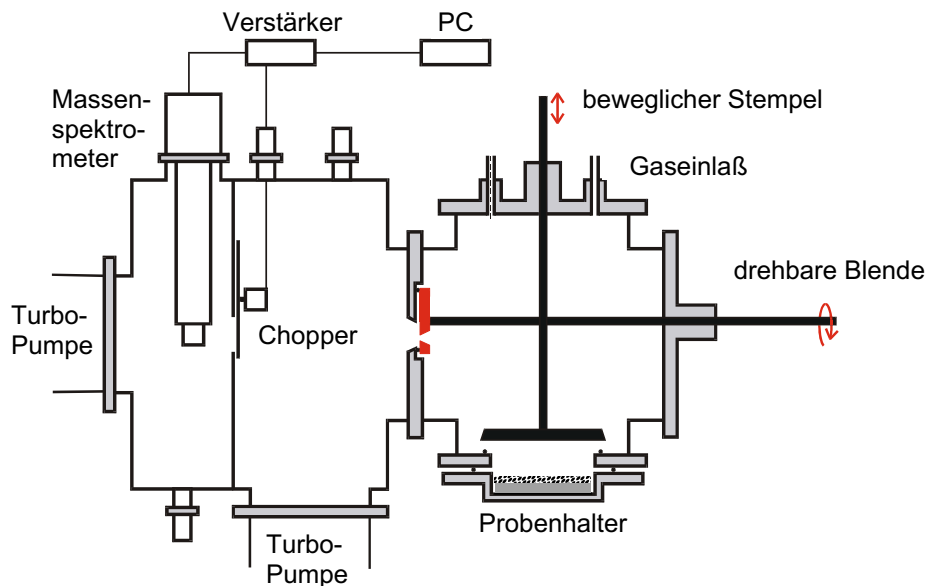 Verstärker
PC
Massen-
spektro-
meter
beweglicher Stempel
Gaseinlaß
drehbare Blende
Turbo-
Pumpe
Chopper
Probenhalter
Turbo-
Pumpe